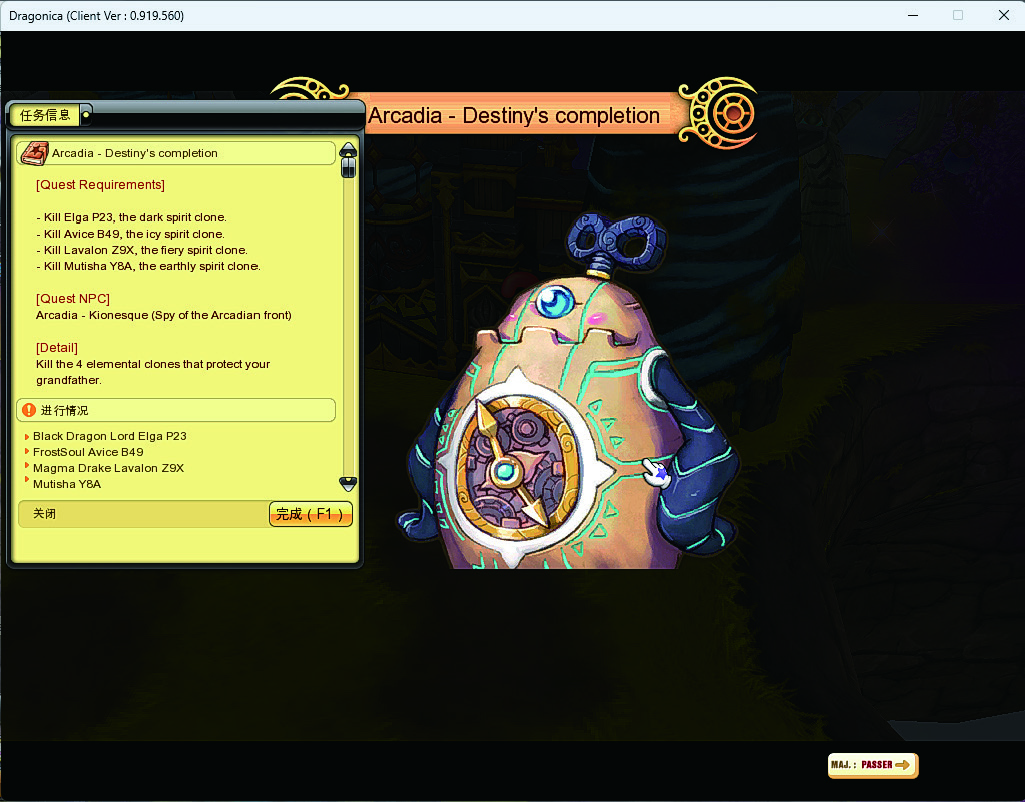 Dragonica (Client Ver : 0.919.560)
Arcadia - Destiny's completion
任务信息
Arcadia - Destiny's completion
[Quest Requirements]
- Kill Elga P23, the dark spirit clone.
- Kill Avice B49, the icy spirit clone.
- Kill Lavalon Z9X, the fiery spirit clone.
- Kill Mutisha Y8A, the earthly spirit clone.
[Quest NPC]
Arcadia - Kionesque (Spy of the Arcadian front)
[Detail]
Kill the 4 elemental clones that protect your
grandfather.
进行情况
Black Dragon Lord Elga P23
FrostSoul Avice B49
Magma Drake Lavalon Z9X
Mutisha Y8A
关闭
完成 ( F1 )
MAJ. : PASSER